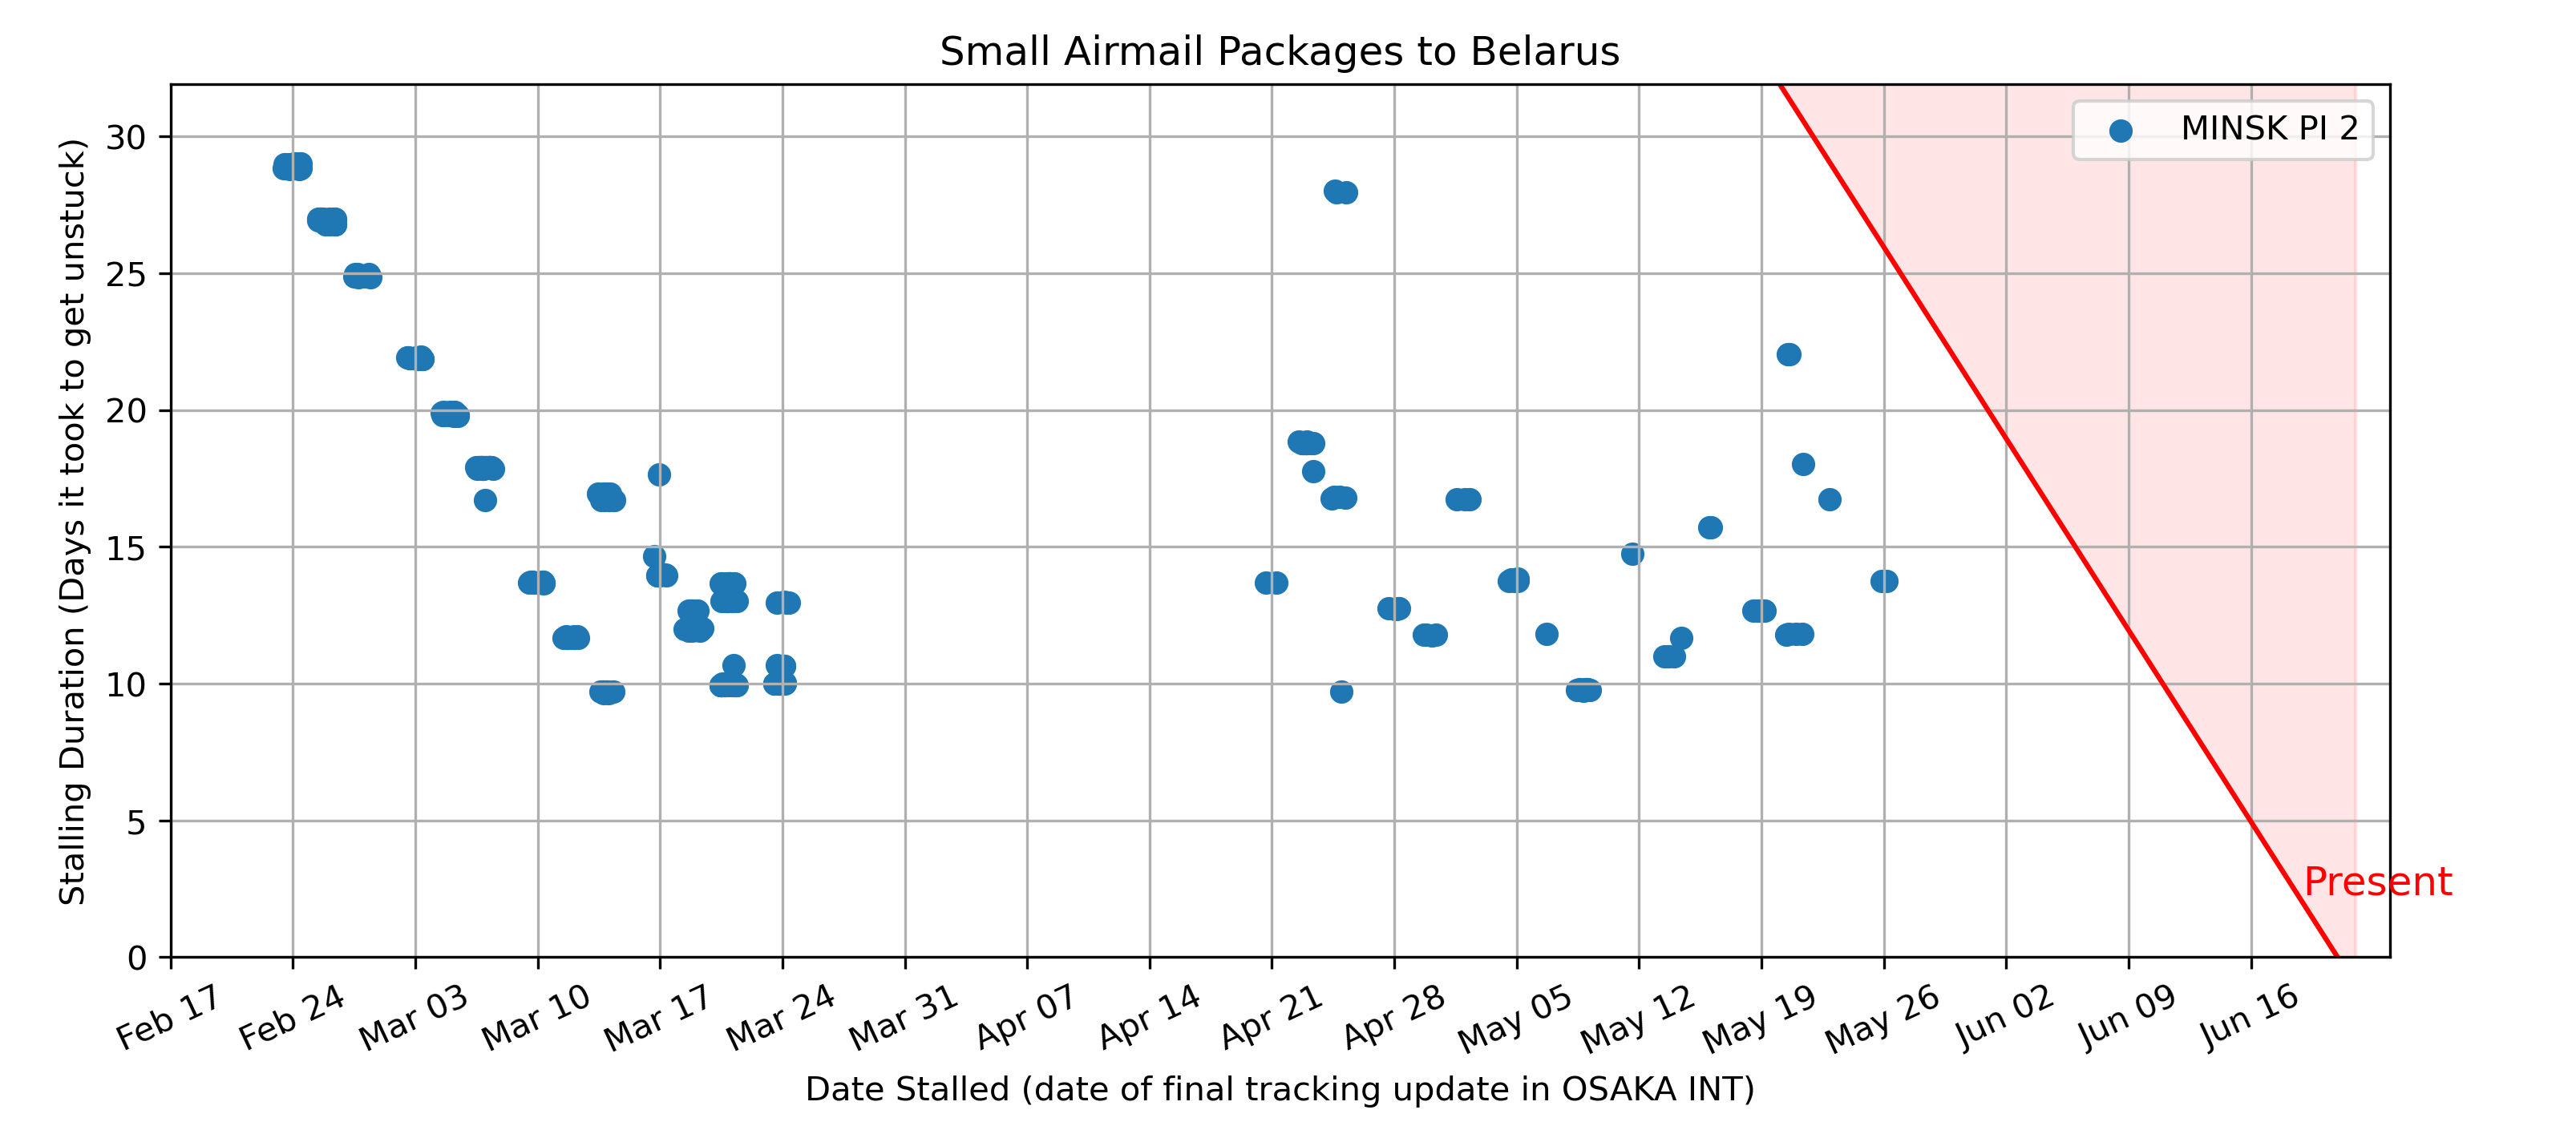 Small Airmail Packages to Belarus
MINSK PI 2
Stalling Duration (Days it took to get unstuck)
30
25
20
15
10
5
0
Present
Feb 17
Feb 24
Mar 03
Mar 10
Mar 17
Mar 24
Mar 31
Apr 07
Apr 14
Apr 21
Apr 28
May 05
May 12
May 19
May 26
Jun 02
Jun 09
Jun 16
Date Stalled (date of final tracking update in OSAKA INT)